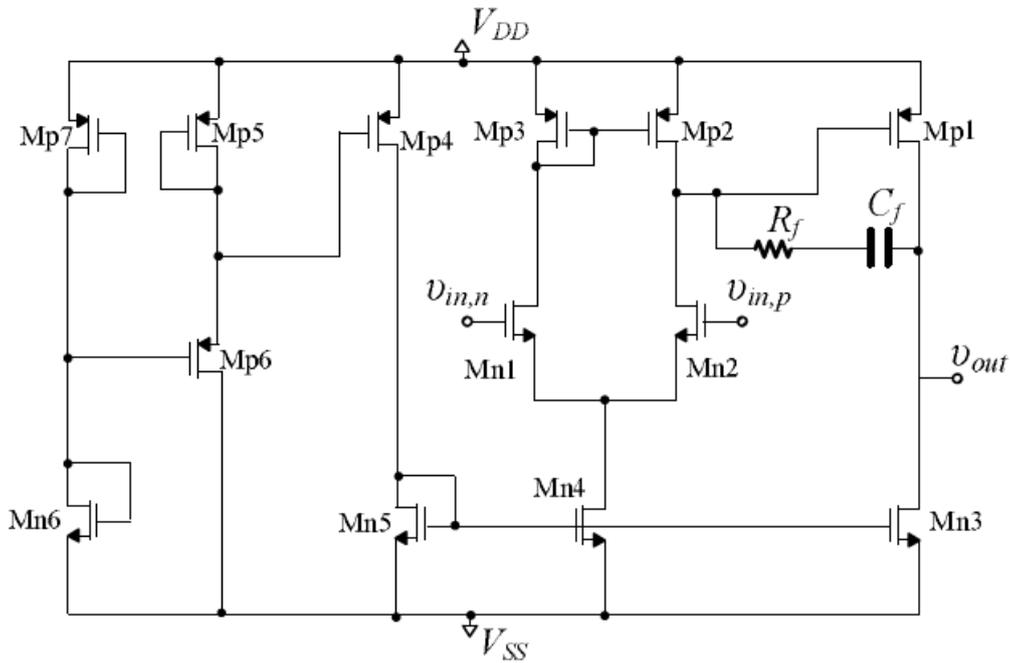 V_DD
Mp7
Mp5
Mp4
Mp3
Mp2
Mp1
R_f
C_f
υ_in,n
υ_in,p
Mp6
Mn1
Mn2
υ_out
Mn6
Mn5
Mn4
Mn3
V_SS